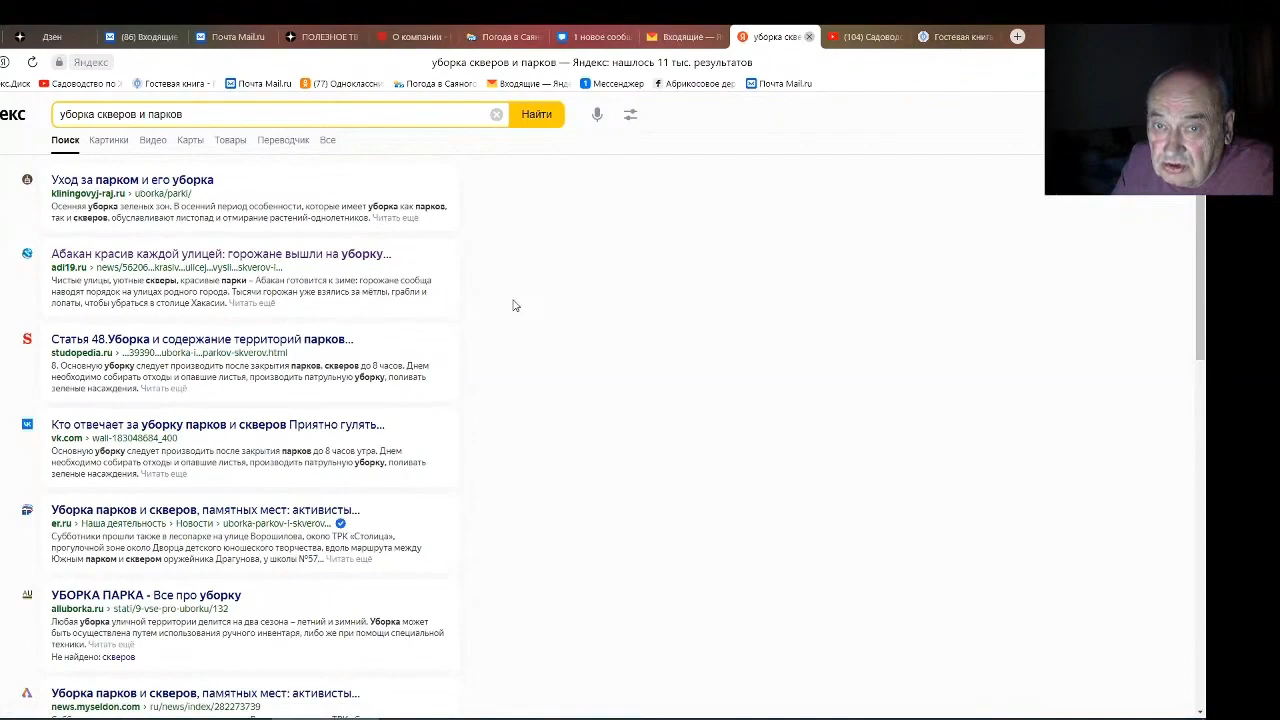 Дзен
(86) Входящие
Почта Mail.ru
ПОЛЕЗНОЕ ТВ
О компании -
Погода в Саян
1 новое сооб
Входящие — Я
уборка скве
(104) Садовод
Гостевая книга
Яндекс
уборка скверов и парков — Яндекс: нашлось 11 тыс. результатов
с.Диск
Садоводство по
Гостевая книга -
Почта Mail.ru
(77) Одноклассн
Погода в Саяног
Входящие — Янд
Мессенджер
Абрикосовое дер
Почта Mail.ru
екс
уборка скверов и парков
Найти
Поиск
Картинки
Видео
Карты
Товары
Переводчик
Все
Уход за парком и его уборка
kliningovyj-raj.ru › uborka/parki/
Осенняя уборка зеленых зон. В осенний период особенности, которые имеет уборка как парков,
так и скверов, обуславливают листопад и отмирание растений-однолетников. Читать ещё
Абакан красив каждой улицей: горожане вышли на уборку...
adi19.ru › news/56206...krasiv...ulicej...vysli...skverov-i...
Чистые улицы, уютные скверы, красивые парки – Абакан готовится к зиме: горожане сообща
наводят порядок на улицах родного города. Тысячи горожан уже взялись за мётлы, грабли и
лопаты, чтобы убраться в столице Хакасии. Читать ещё
Статья 48.Уборка и содержание территорий парков...
studopedia.ru › ...39390...uborka-i...parkov-skverov.html
8. Основную уборку следует производить после закрытия парков, скверов до 8 часов. Днем
необходимо собирать отходы и опавшие листья, производить патрульную уборку, поливать
зеленые насаждения. Читать ещё
Кто отвечает за уборку парков и скверов Приятно гулять...
vk.com › wall-183048684_400
Основную уборку следует производить после закрытия парков до 8 часов утра. Днем
необходимо собирать отходы и опавшие листья, производить патрульную уборку, поливать
зеленые насаждения. Читать ещё
Уборка парков и скверов, памятных мест: активисты...
er.ru › Наша деятельность › Новости › uborka-parkov-i-skverov...
Субботники прошли также в лесопарке на улице Ворошилова, около ТРК «Столица»,
прогулочной зоне около Дворца детского юношеского творчества, вдоль маршрута между
Южным парком и сквером оружейника Драгунова, у школы №57... Читать ещё
УБОРКА ПАРКА - Все про уборку
alluborka.ru › stati/9-vse-pro-uborku/132
Любая уборка уличной территории делится на два сезона – летний и зимний. Уборка может
быть осуществлена путем использования ручного инвентаря, либо же при помощи специальной
техники. Читать ещё
Не найдено: скверов
Уборка парков и скверов, памятных мест: активисты...
news.myseldon.com › ru/news/index/282273739